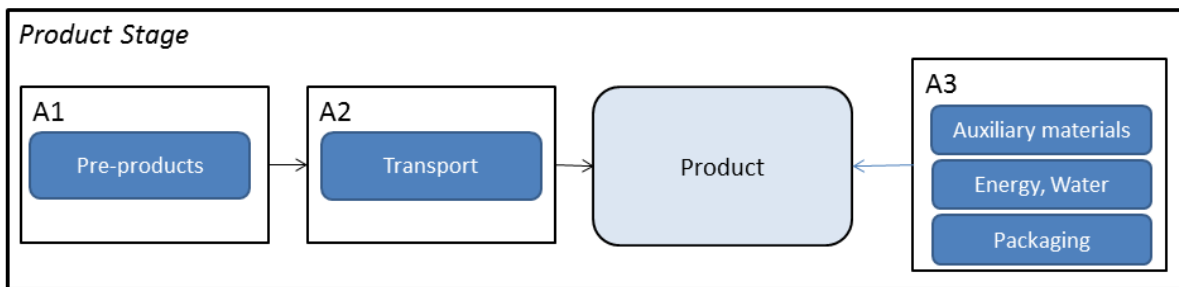 Product Stage
A1
Pre-products
A2
Transport
Product
A3
Auxiliary materials
Energy, Water
Packaging